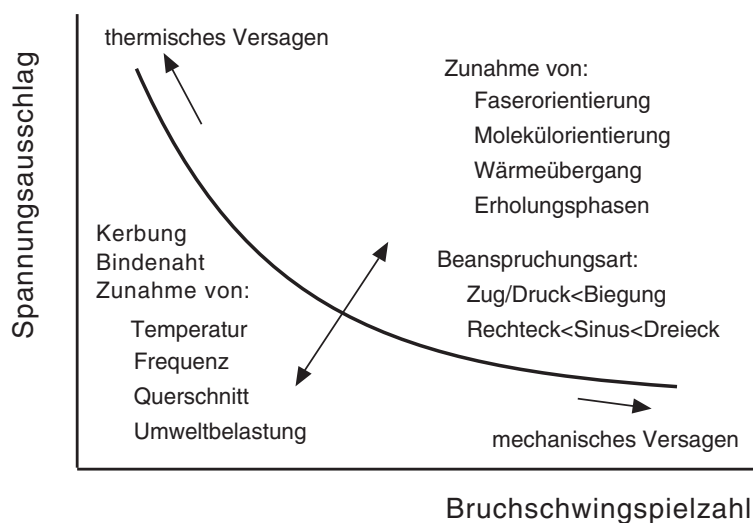 Spannungsausschlag
thermisches Versagen
Zunahme von:
Faserorientierung
Molekülorientierung
Wärmeübergang
Erholungsphasen
Kerbung
Bindenaht
Zunahme von:
Temperatur
Frequenz
Querschnitt
Umweltbelastung
Beanspruchungsart:
Zug/Druck<Biegung
Rechteck<Sinus<Dreieck
mechanisches Versagen
Bruchschwingspielzahl